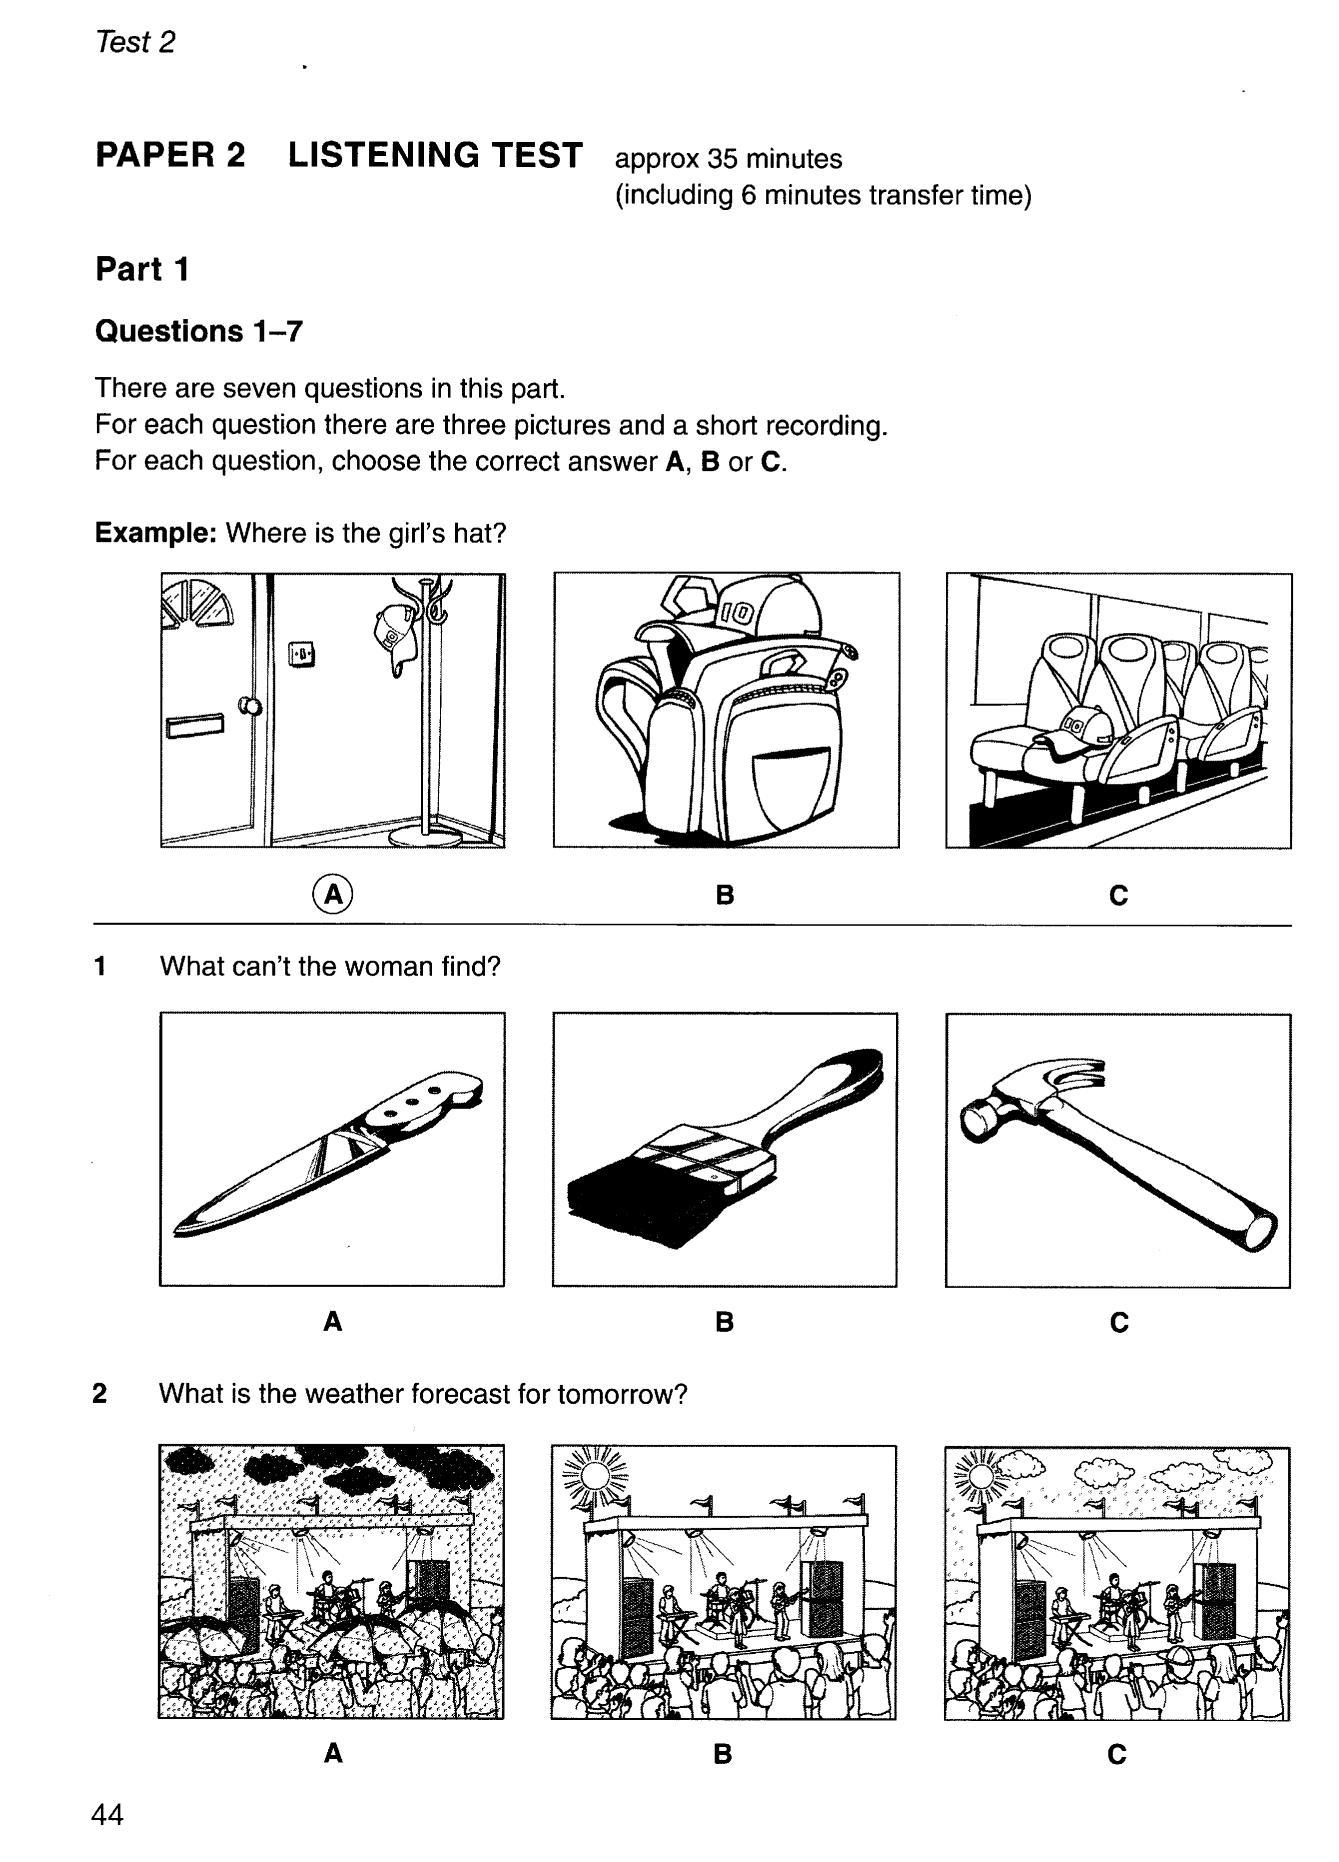 Test 2
PAPER 2 LISTENING TEST approx 35 minutes
(including 6 minutes transfer time)
Part 1
Questions 1–7
There are seven questions in this part.
For each question there are three pictures and a short recording.
For each question, choose the correct answer A, B or C.
Example: Where is the girl's hat?
10
10
10
A
B
C
1 What can't the woman find?
A
B
C
2 What is the weather forecast for tomorrow?
A
B
C
44